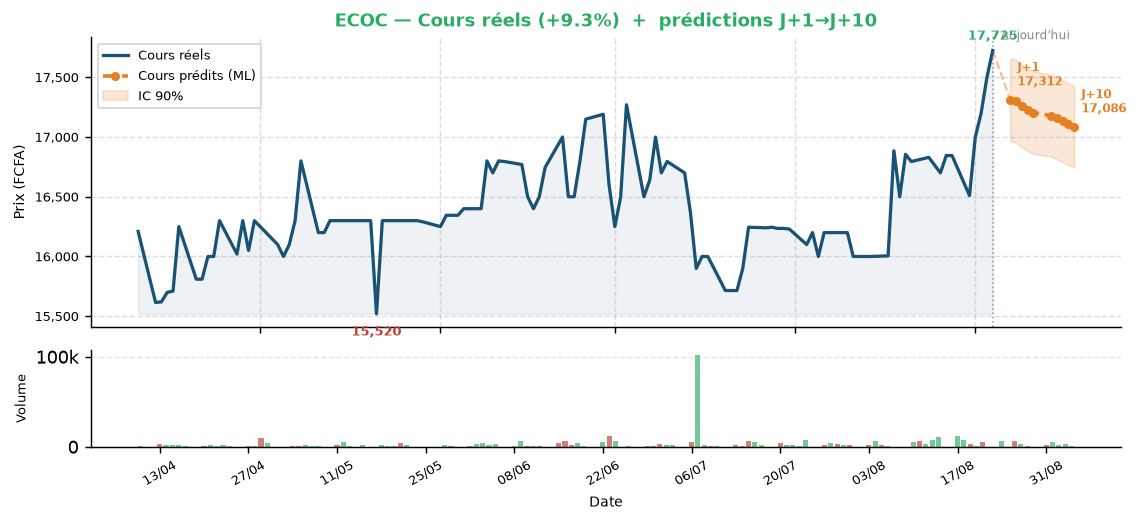 ECOC — Cours réels (+9.3%) + prédictions J+1→J+10
17,725
Aujourd'hui
Cours réels
Cours prédits (ML)
IC 90%
J+1
17,312
J+10
17,086
Prix (FCFA)
17,500
17,000
16,500
16,000
15,500
15,520
Volume
100k
0
13/04
27/04
11/05
25/05
08/06
22/06
06/07
20/07
03/08
17/08
31/08
Date